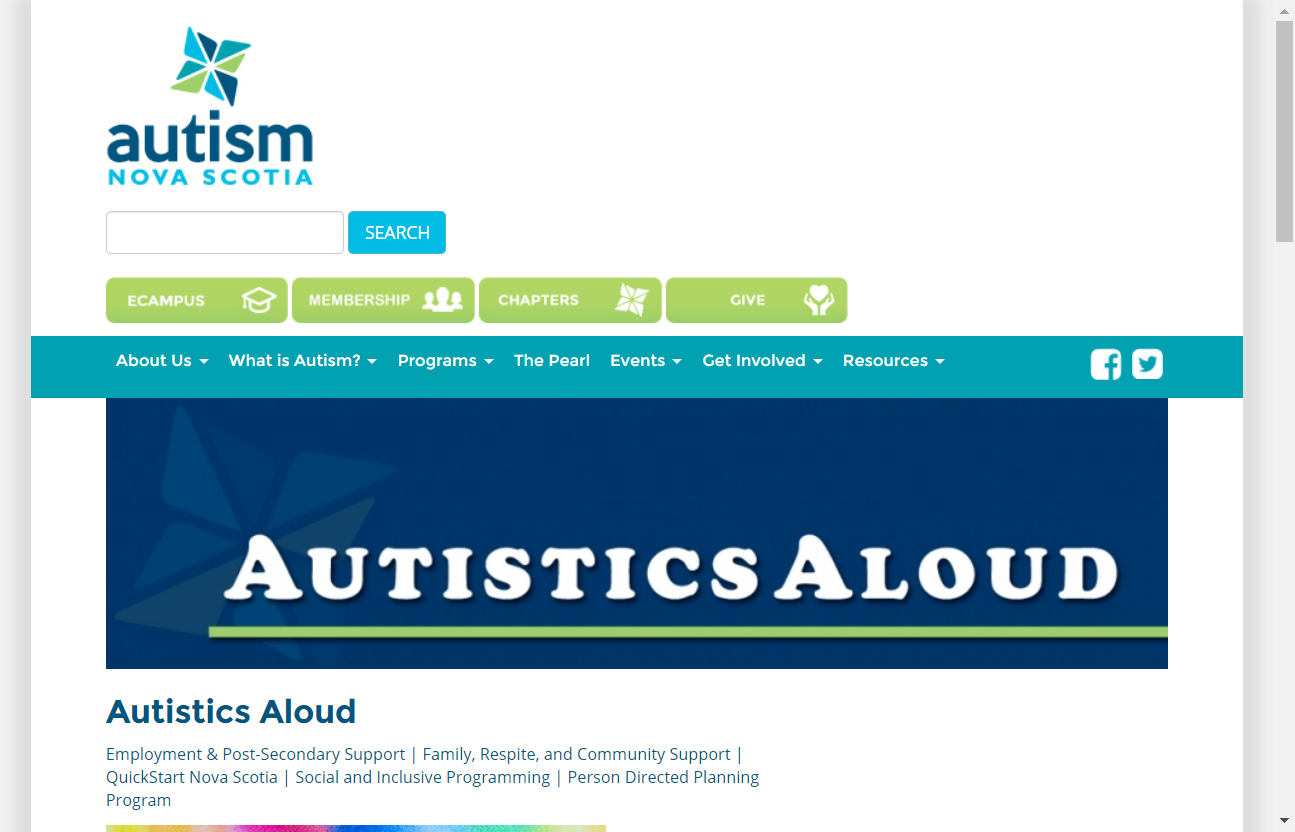 autism
NOVA SCOTIA
SEARCH
ECAMPUS MEMBERSHIP CHAPTERS GIVE
About Us What is Autism? Programs The Pearl Events Get Involved Resources
AUTISTICS ALOUD
Autistics Aloud
Employment & Post-Secondary Support | Family, Respite, and Community Support |
QuickStart Nova Scotia | Social and Inclusive Programming | Person Directed Planning
Program